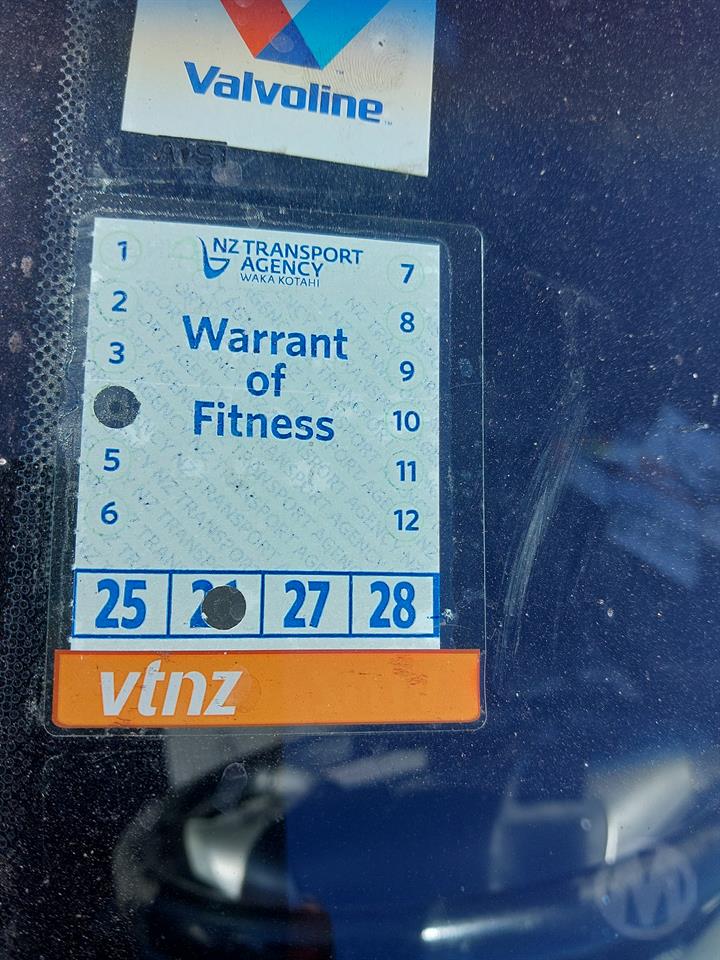 Valvoline
NZ TRANSPORT
AGENCY
WAKA KOTAHI
Warrant
of
Fitness
1
2
3
5
6
7
8
9
10
11
12
25 27 28
vtnz
M